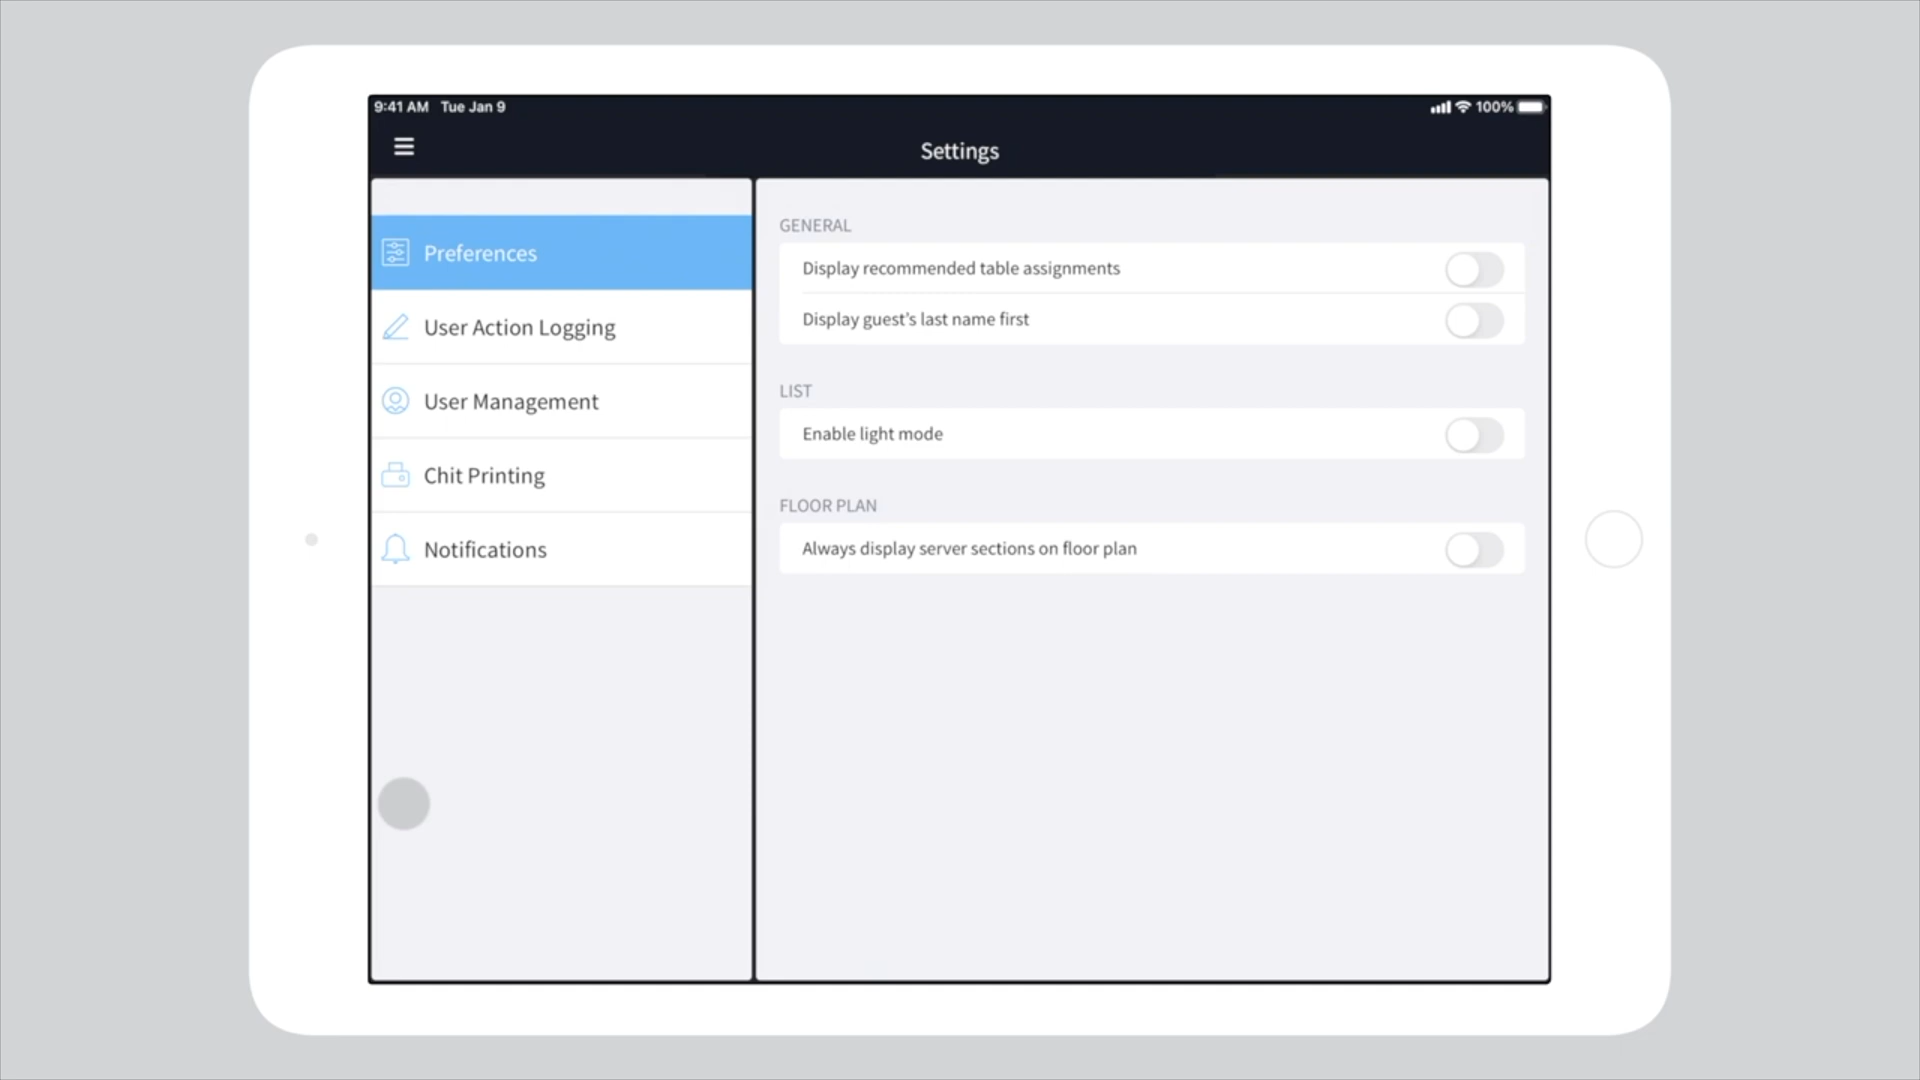 9:41 AM Tue Jan 9
100%
Settings
Preferences
User Action Logging
User Management
Chit Printing
Notifications
GENERAL
Display recommended table assignments
Display guest's last name first
LIST
Enable light mode
FLOOR PLAN
Always display server sections on floor plan